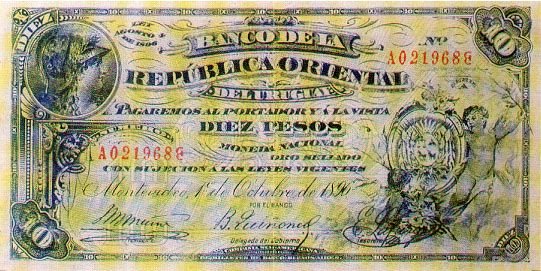 DIEZ
LEY
AGOSTO 4
DE 1896
BANCO DE LA
No
10
A0219688
REPÚBLICA ORIENTAL
DEL URUGUAY
PAGAREMOS AL PORTADOR Y Á LA VISTA
DIEZ PESOS
MONEDA NACIONAL
A0219688
ORO SELLADO
CON SUJECION A LAS LEYES VIGENTES
Montevideo, 1º de Octubre de 1896
POR EL BANCO
Delegado del Gobierno
10
10